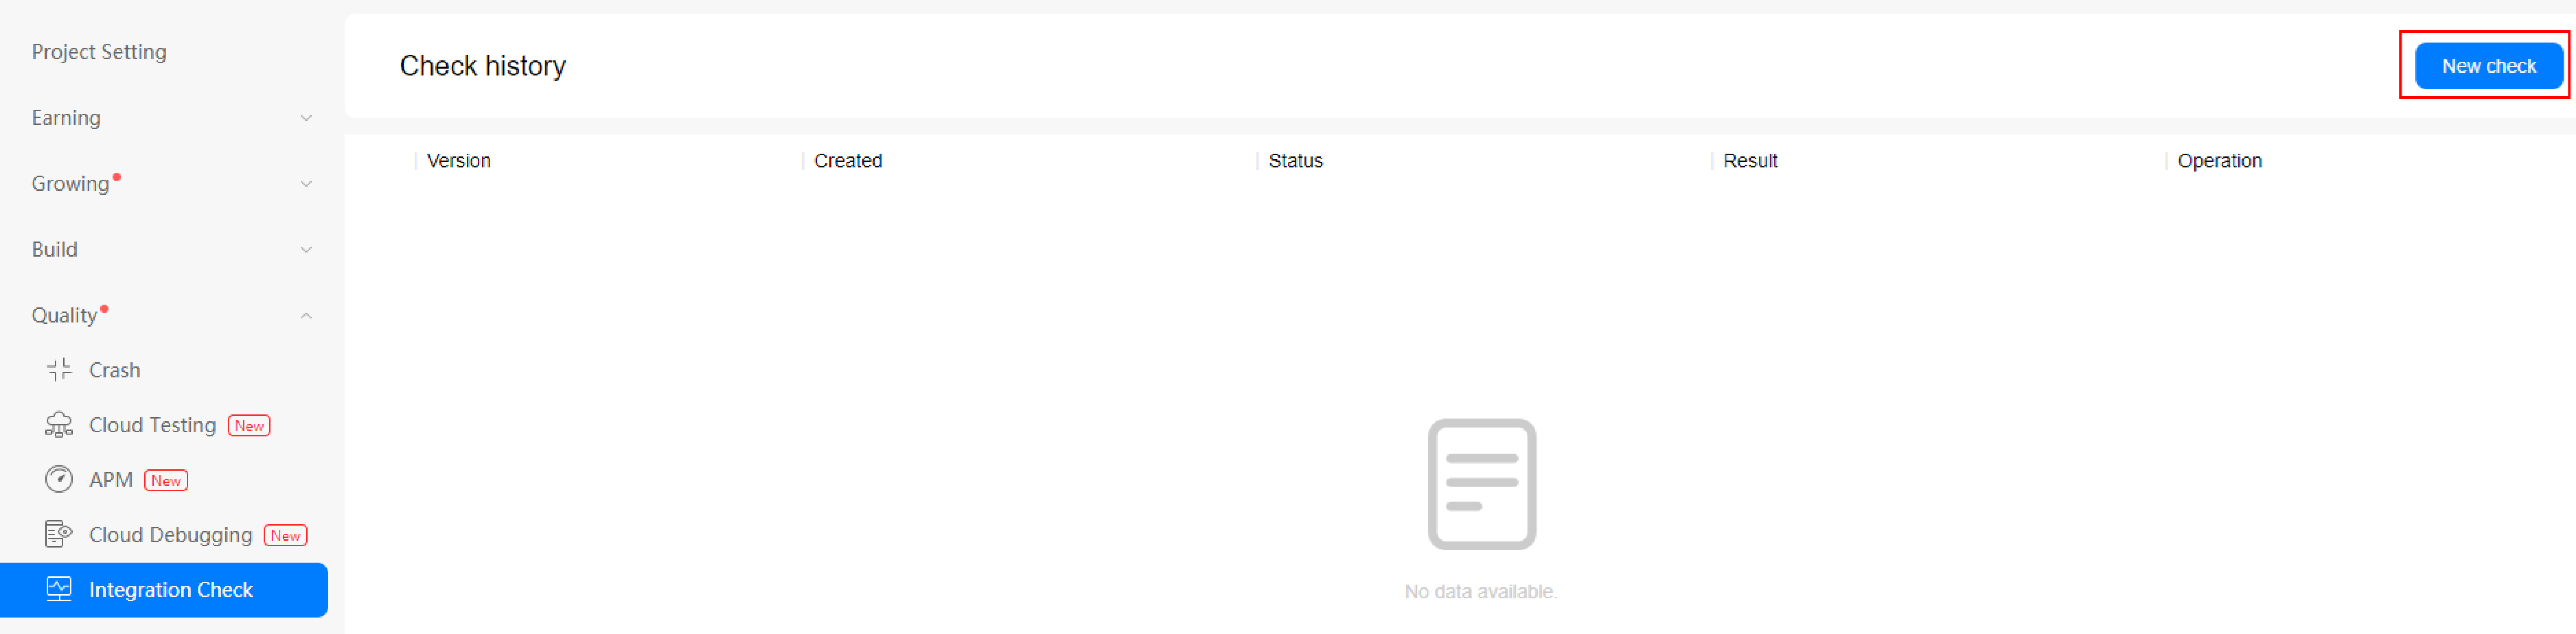 Project Setting
Earning
Growing
Build
Quality
Crash
Cloud Testing New
APM New
Cloud Debugging New
Integration Check
Check history
New check
Version Created Status Result Operation
No data available.